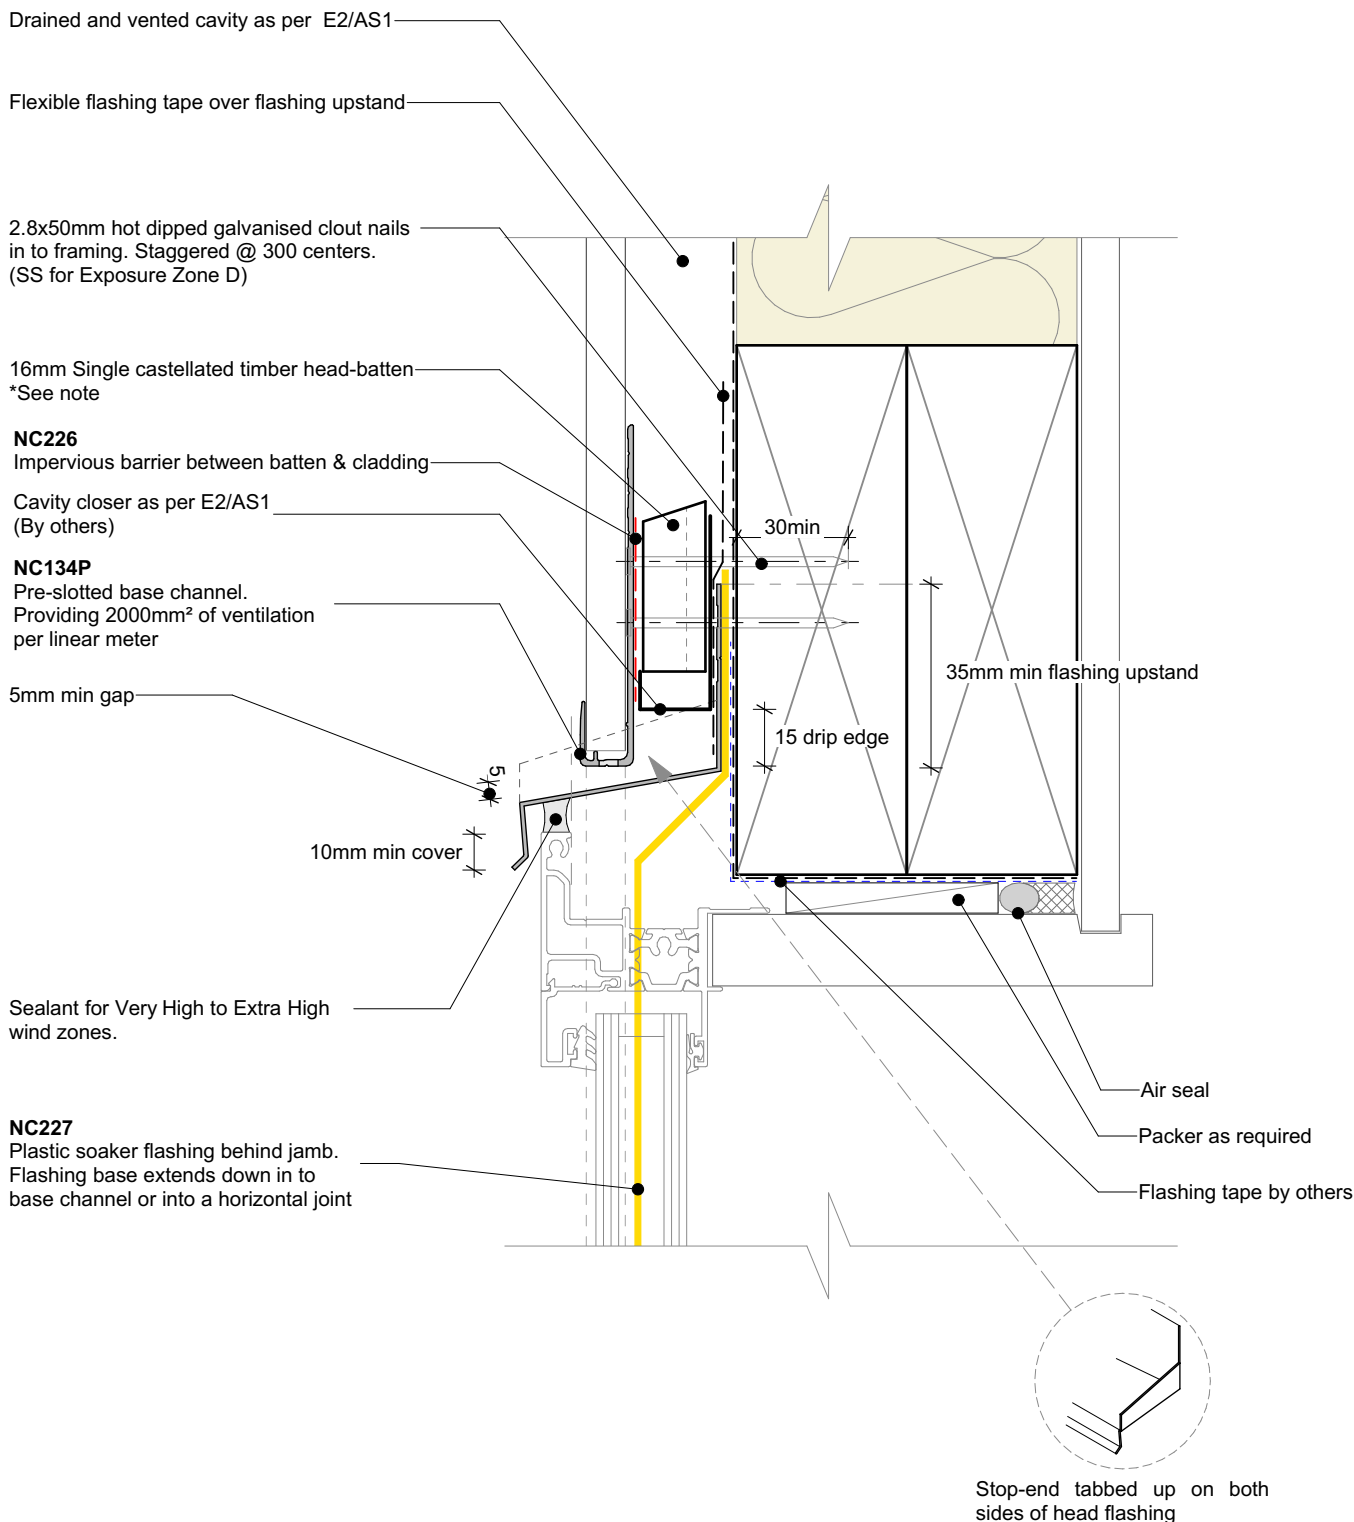 Drained and vented cavity as per E2/AS1
Flexible flashing tape over flashing upstand
2.8x50mm hot dipped galvanised clout nails
in to framing. Staggered @ 300 centers.
(SS for Exposure Zone D)
16mm Single castellated timber head-batten
*See note
NC226
Impervious barrier between batten & cladding
Cavity closer as per E2/AS1
(By others)
NC134P
Pre-slotted base channel.
Providing 2000mm² of ventilation
per linear meter
5mm min gap
30min
35mm min flashing upstand
15 drip edge
5
10mm min cover
Sealant for Very High to Extra High
wind zones.
NC227
Plastic soaker flashing behind jamb.
Flashing base extends down in to
base channel or into a horizontal joint
Air seal
Packer as required
Flashing tape by others
Stop-end tabbed up on both
sides of head flashing